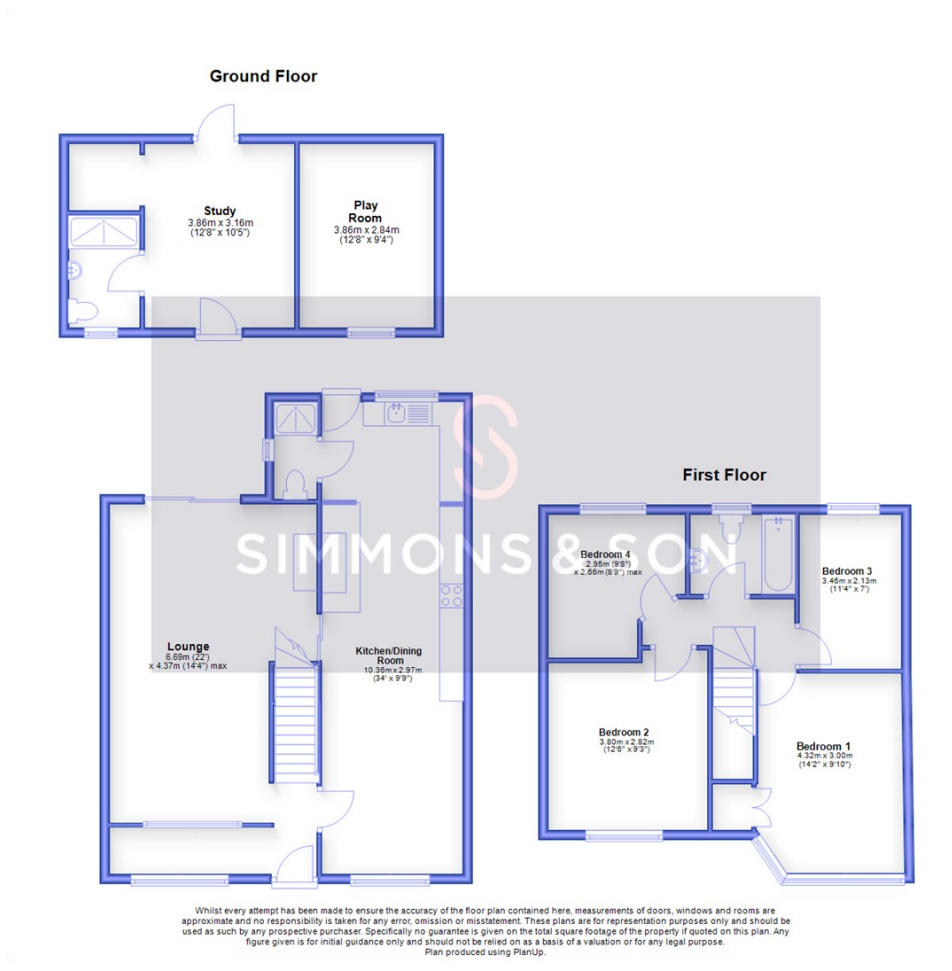 Ground Floor
Study
3.86m x 3.16m
(12'8" x 10'5")
Play
Room
3.86m x 2.84m
(12'8" x 9'4")
SIMMONS & SON
Lounge
6.69m (22')
x 4.37m (14'4") max
Kitchen/Dining
Room
10.36m x 2.97m
(34' x 9'9")
First Floor
Bedroom 4
2.95m (9'8")
x 2.66m (8'9") max
Bedroom 3
3.46m x 2.13m
(11'4" x 7')
Bedroom 2
3.80m x 2.82m
(12'6" x 9'3")
Bedroom 1
4.32m x 3.00m
(14'2" x 9'10")
Whilst every attempt has been made to ensure the accuracy of the floor plan contained here, measurements of doors, windows and rooms are
approximate and no responsibility is taken for any error, omission or misstatement. These plans are for representation purposes only and should be
used as such by any prospective purchaser. Specifically no guarantee is given on the total square footage of the property if quoted on this plan. Any
figure given is for initial guidance only and should not be relied on as a basis of a valuation or for any legal purpose.
Plan produced using PlanUp.